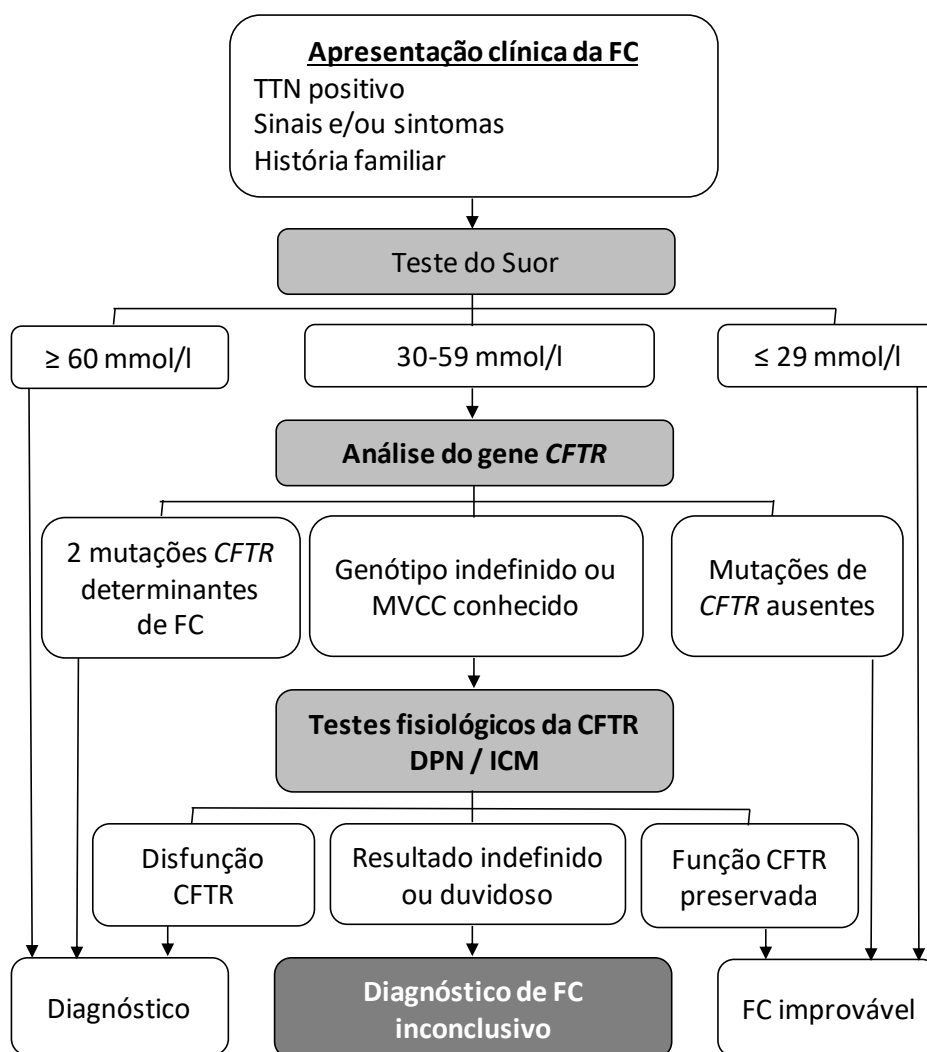 Apresentação clínica da FC
TTN positivo
Sinais e/ou sintomas
História familiar
Teste do Suor
≥ 60 mmol/l
30-59 mmol/l
≤ 29 mmol/l
Análise do gene CFTR
2 mutações CFTR
determinantes
de FC
Genótipo indefinido ou
MVCC conhecido
Mutações de
CFTR ausentes
Testes fisiológicos da CFTR
DPN / ICM
Disfunção
CFTR
Resultado indefinido
ou duvidoso
Função CFTR
preservada
Diagnóstico
Diagnóstico de FC
inconclusivo
FC improvável